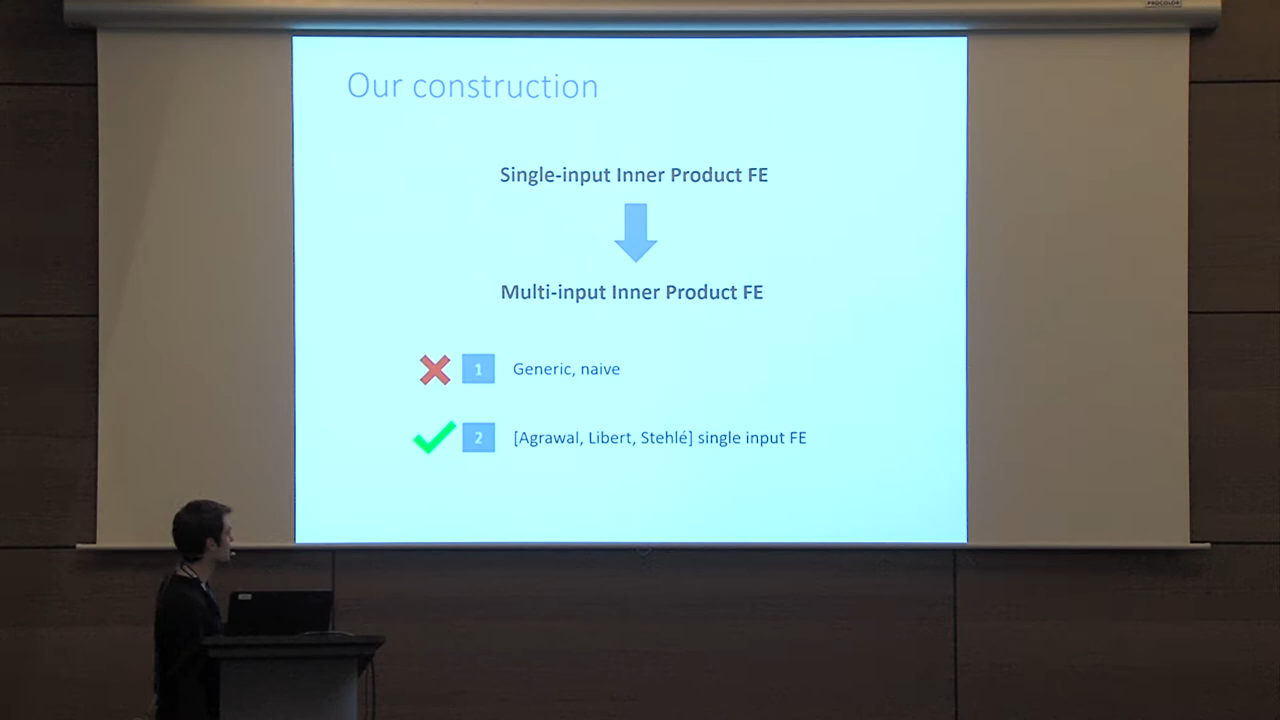 PROCOLOR
Our construction
Single-input Inner Product FE
Multi-input Inner Product FE
1 Generic, naive
2 [Agrawal, Libert, Stehlé] single input FE